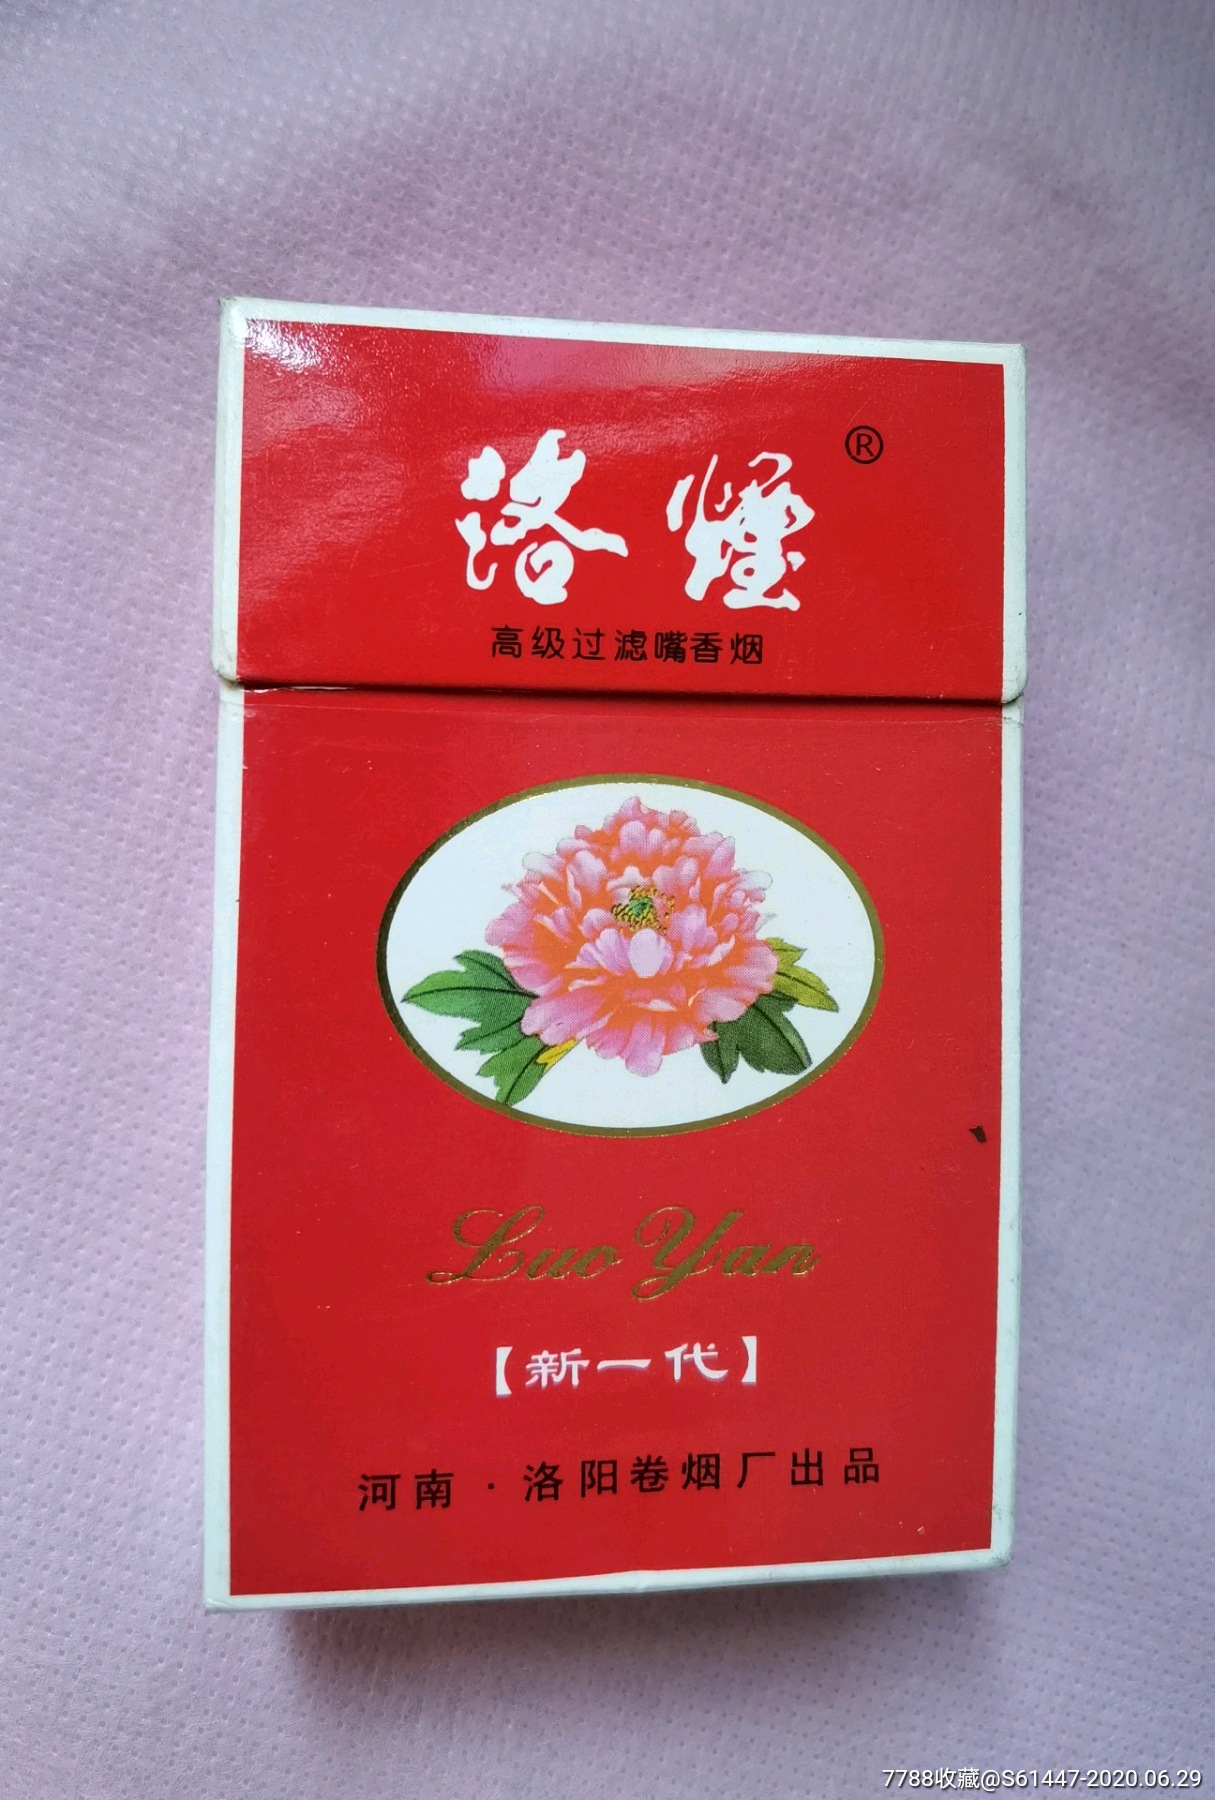 洛煙
®
高级过滤嘴香烟
Luo Yan
【新一代】
河南·洛阳卷烟厂出品
7788收藏@S61447-2020.06.29